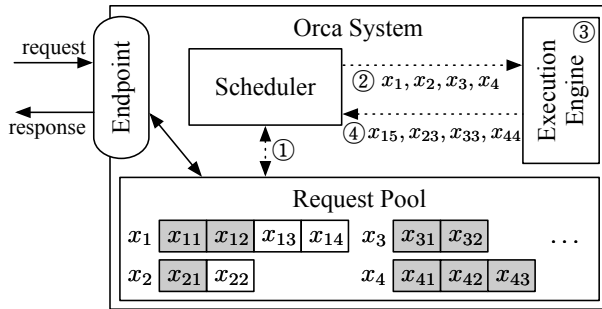 Orca System
request
response
Endpoint
Scheduler
② x₁, x₂, x₃, x₄
④ x₁₅, x₂₃, x₃₃, x₄₄
③
Execution
Engine
①
Request Pool
x₁ x₁₁ x₁₂ x₁₃ x₁₄ x₃ x₃₁ x₃₂ ...
x₂ x₂₁ x₂₂ x₄ x₄₁ x₄₂ x₄₃